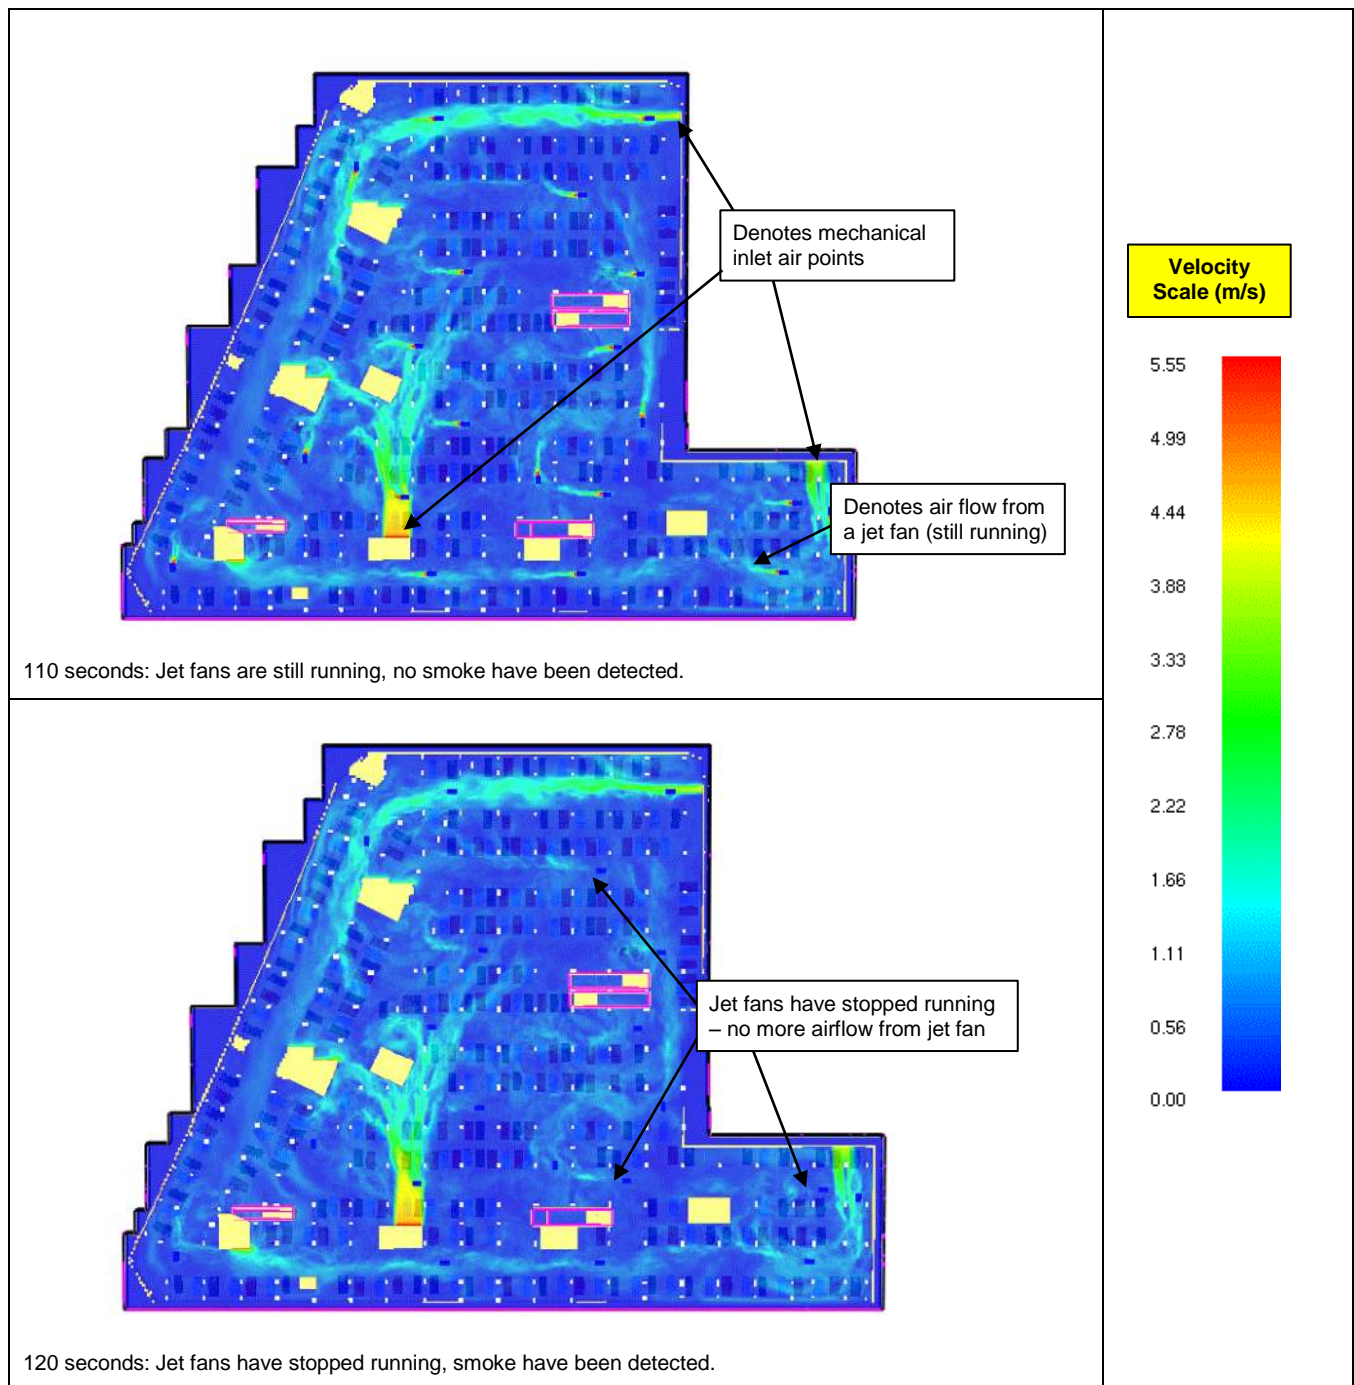 Denotes mechanical
inlet air points
Denotes air flow from
a jet fan (still running)
110 seconds: Jet fans are still running, no smoke have been detected.
Jet fans have stopped running
– no more airflow from jet fan
120 seconds: Jet fans have stopped running, smoke have been detected.
Velocity
Scale (m/s)
5.55
4.99
4.44
3.88
3.33
2.78
2.22
1.66
1.11
0.56
0.00